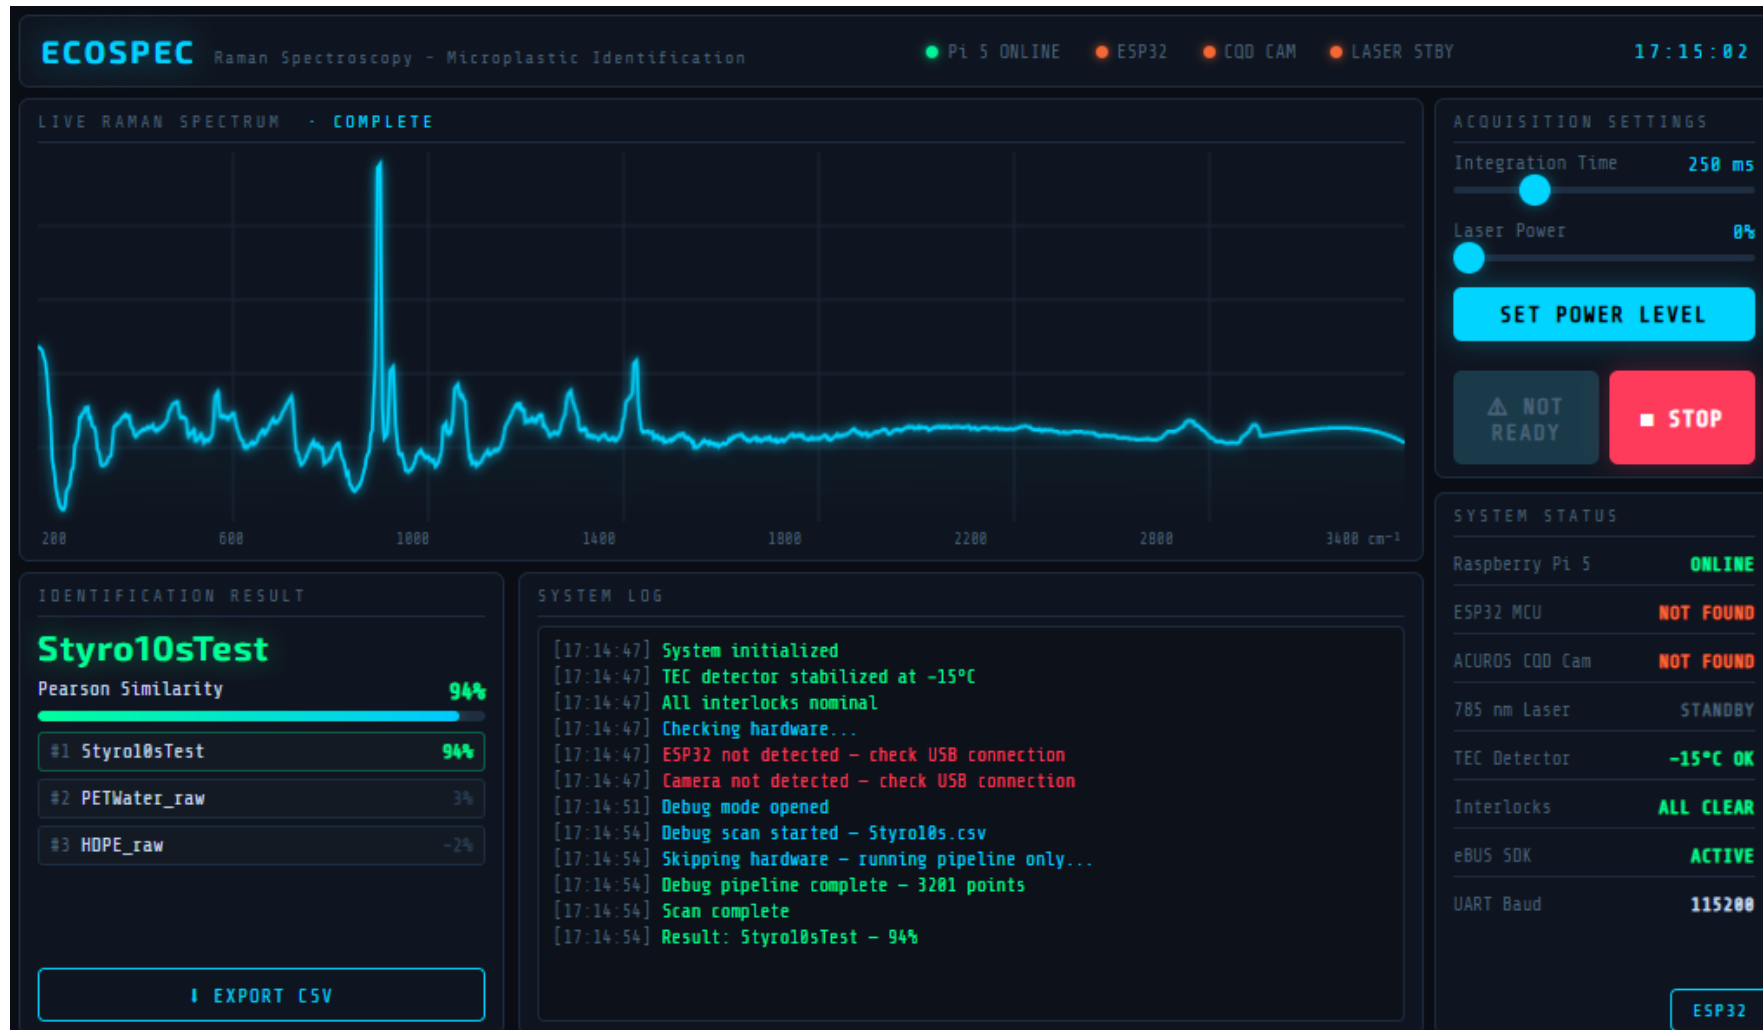 ECOSPEC Raman Spectroscopy - Microplastic Identification
Pi 5 ONLINE ESP32 CQD CAM LASER STBY 17:15:02
LIVE RAMAN SPECTRUM · COMPLETE
200 600 1000 1400 1800 2200 2800 3400 cm⁻¹
ACQUISITION SETTINGS
Integration Time 250 ms
Laser Power 0%
SET POWER LEVEL
⚠ NOT
READY
■ STOP
IDENTIFICATION RESULT
Styro10sTest
Pearson Similarity 94%
#1 Styro10sTest 94%
#2 PETWater_raw 3%
#3 HDPE_raw -2%
⬇ EXPORT CSV
SYSTEM LOG
[17:14:47] System initialized
[17:14:47] TEC detector stabilized at -15°C
[17:14:47] All interlocks nominal
[17:14:47] Checking hardware...
[17:14:47] ESP32 not detected — check USB connection
[17:14:47] Camera not detected — check USB connection
[17:14:51] Debug mode opened
[17:14:54] Debug scan started — Styro10s.csv
[17:14:54] Skipping hardware — running pipeline only...
[17:14:54] Debug pipeline complete — 3201 points
[17:14:54] Scan complete
[17:14:54] Result: Styro10sTest — 94%
SYSTEM STATUS
Raspberry Pi 5 ONLINE
ESP32 MCU NOT FOUND
ACUROS CQD Cam NOT FOUND
785 nm Laser STANDBY
TEC Detector -15°C OK
Interlocks ALL CLEAR
eBUS SDK ACTIVE
UART Baud 115200
ESP32